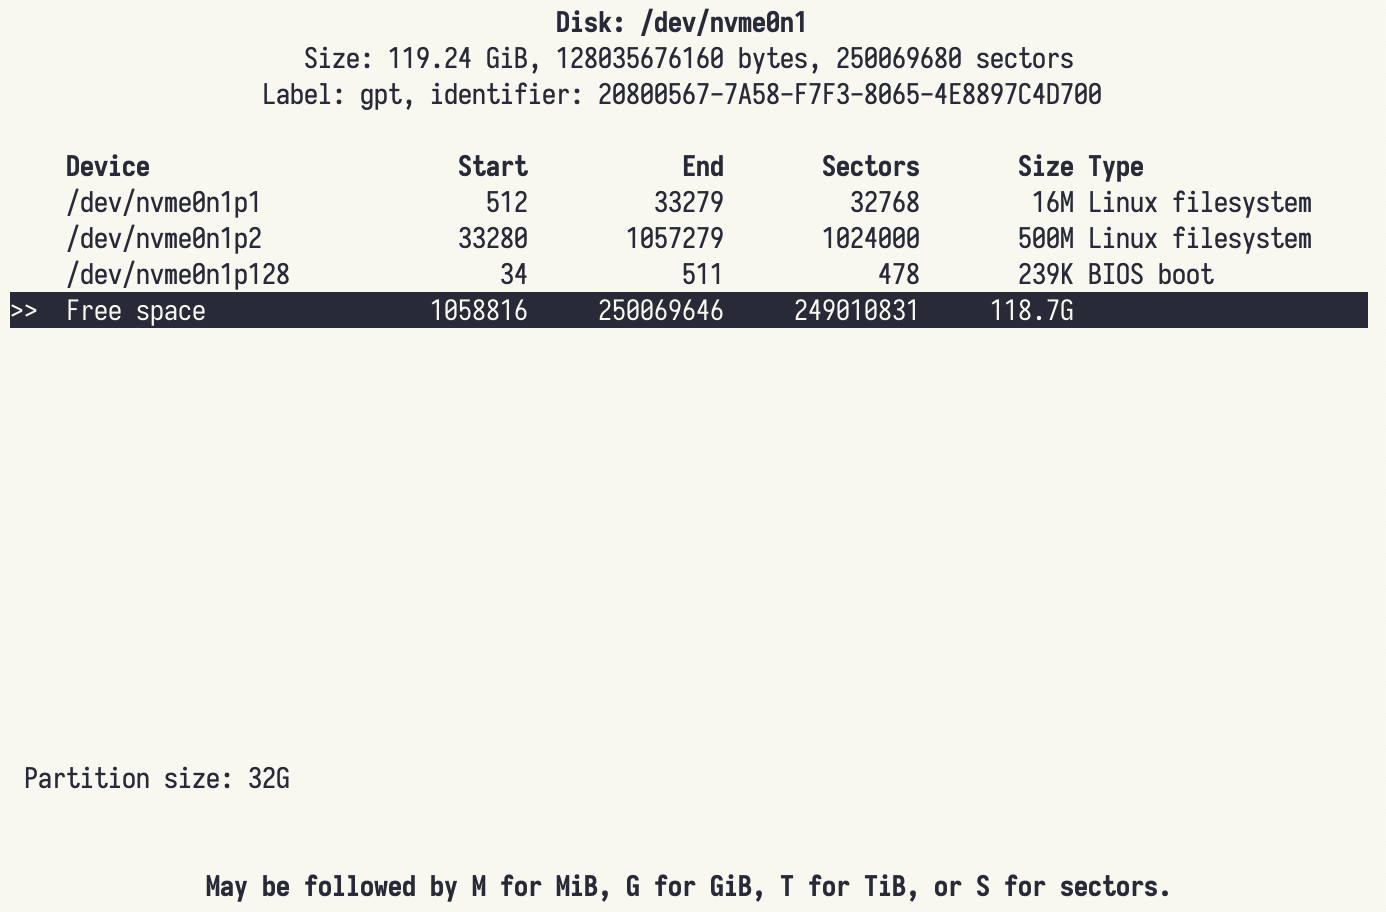 Disk: /dev/nvme0n1
Size: 119.24 GiB, 128035676160 bytes, 250069680 sectors
Label: gpt, identifier: 20800567-7A58-F7F3-8065-4E8897C4D700
Device Start End Sectors Size Type
/dev/nvme0n1p1 512 33279 32768 16M Linux filesystem
/dev/nvme0n1p2 33280 1057279 1024000 500M Linux filesystem
/dev/nvme0n1p128 34 511 478 239K BIOS boot
>> Free space 1058816 250069646 249010831 118.7G
Partition size: 32G
May be followed by M for MiB, G for GiB, T for TiB, or S for sectors.